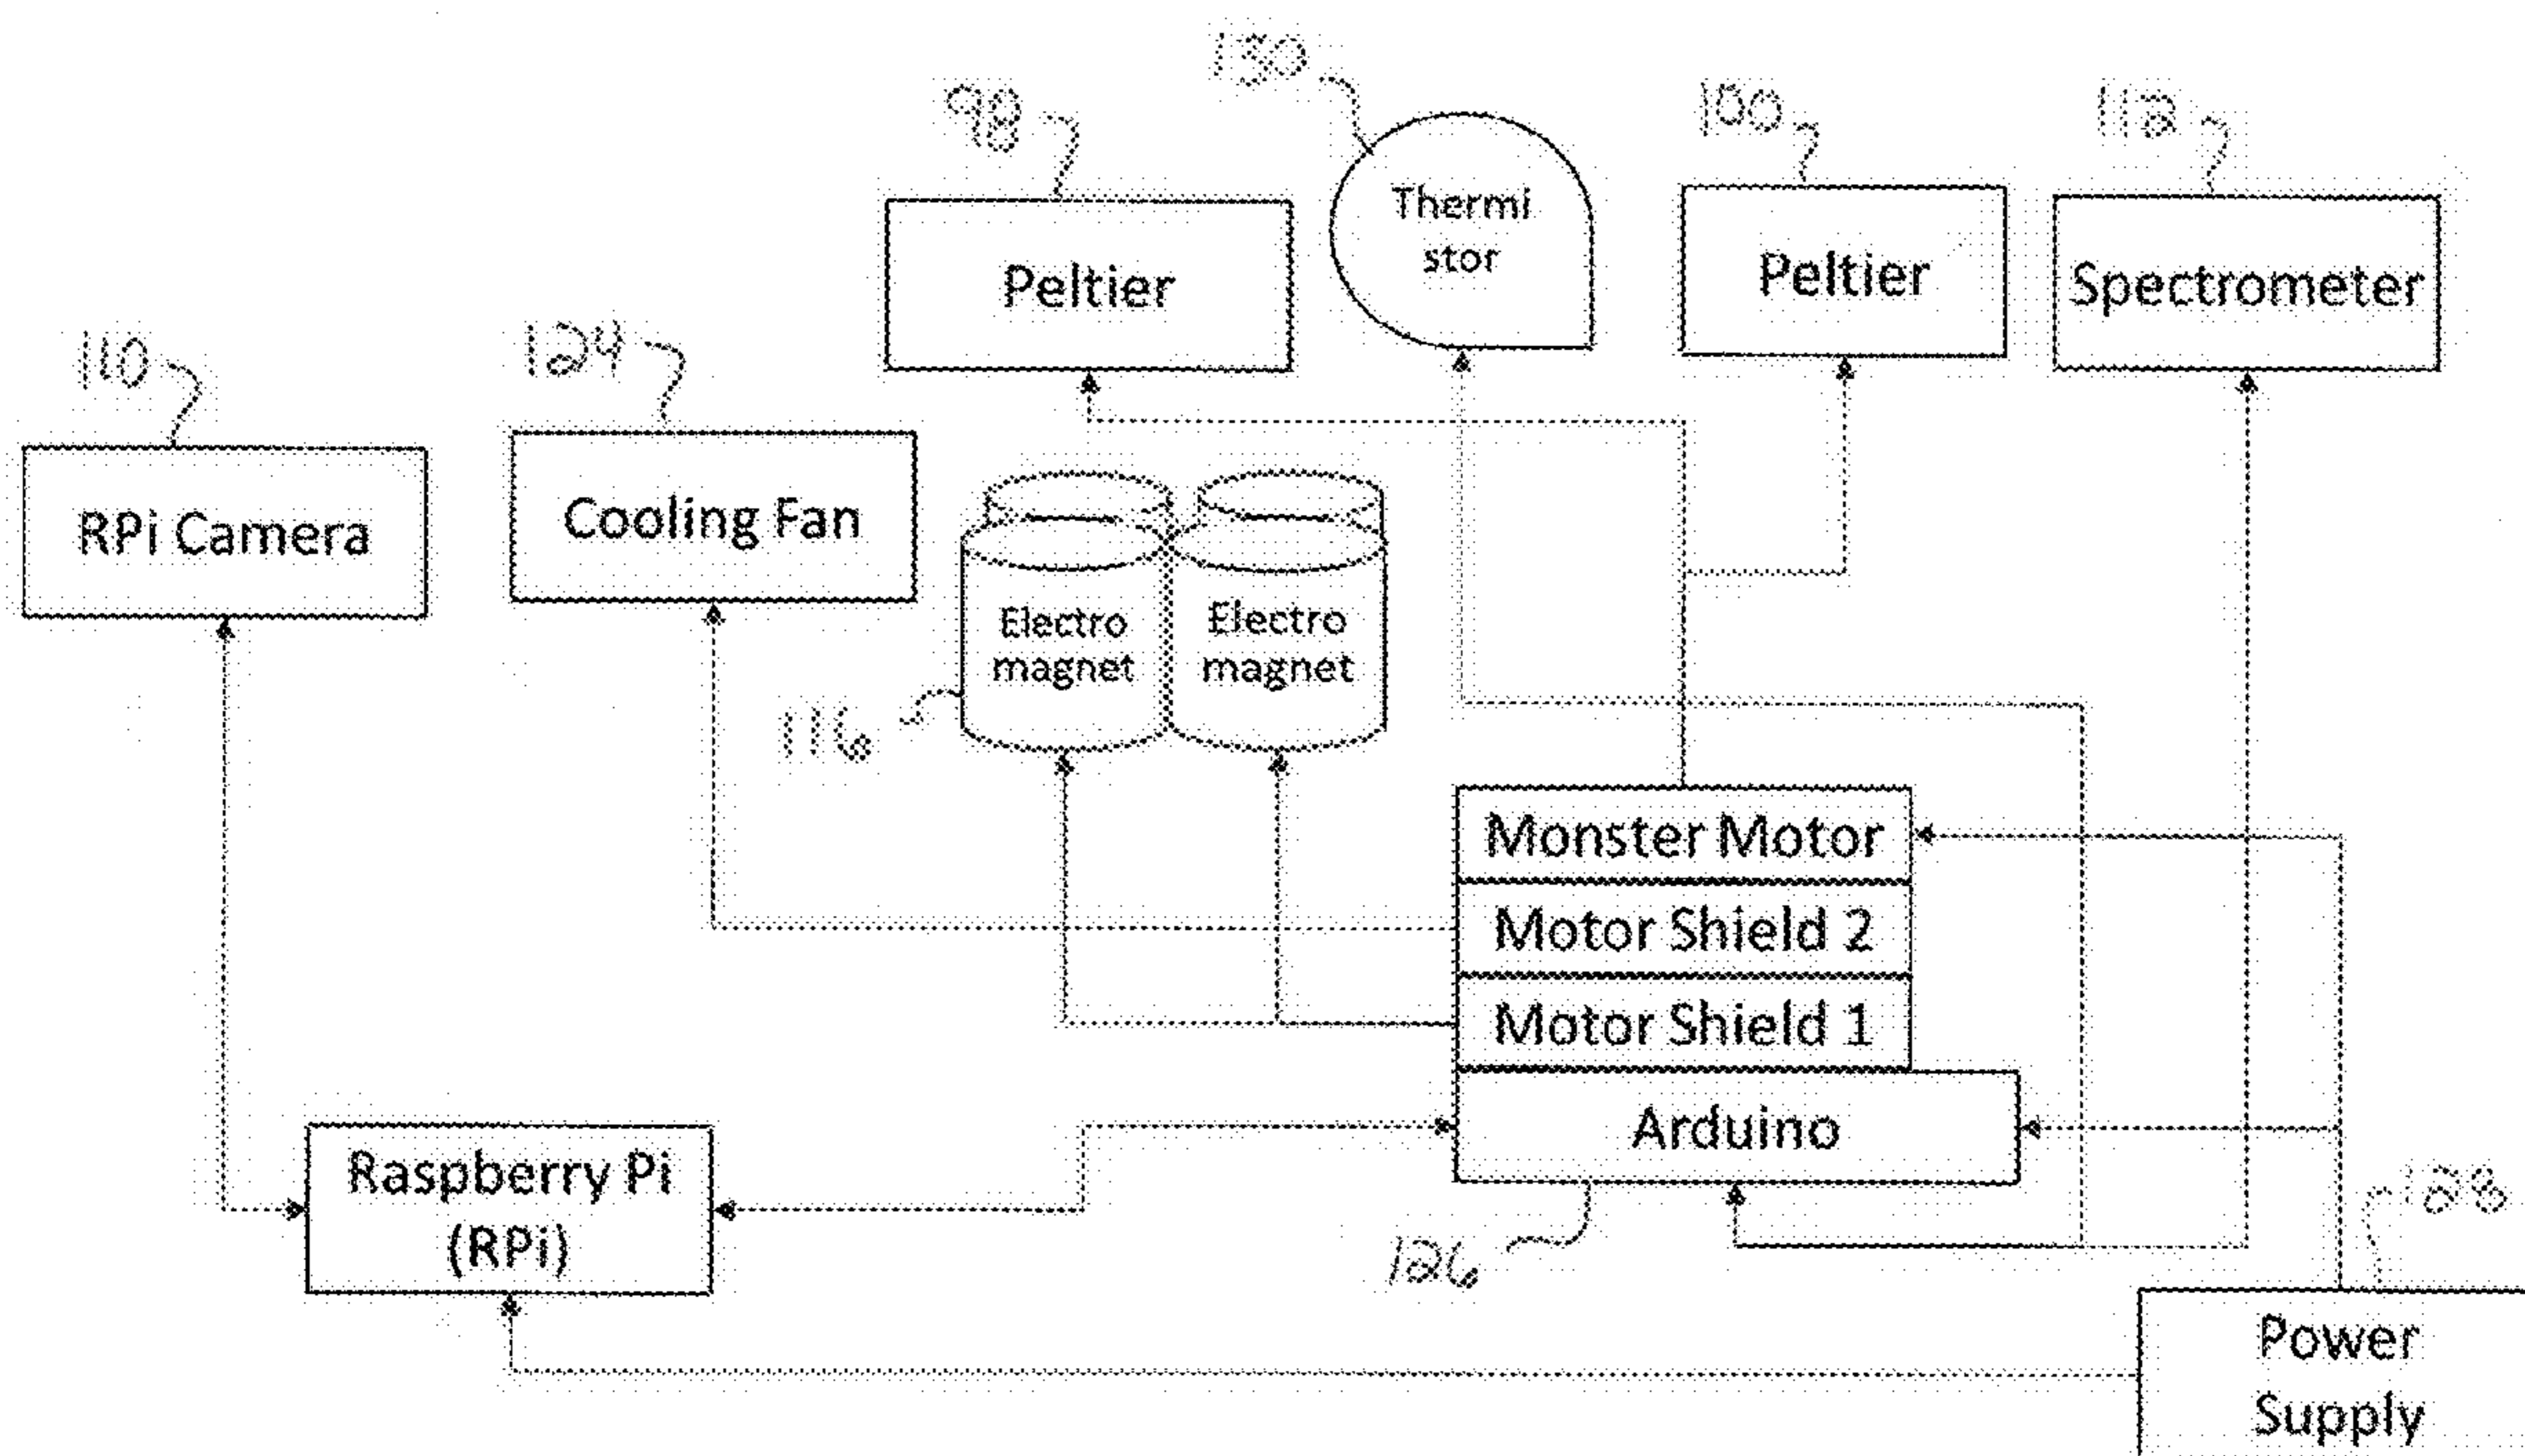 130
98
100
112
Thermi
stor
Peltier
Peltier
Spectrometer
110
124
RPi Camera
Cooling Fan
Electro
magnet
Electro
magnet
116
Monster Motor
Motor Shield 2
Motor Shield 1
Arduino
Raspberry Pi
(RPi)
126
128
Power
Supply